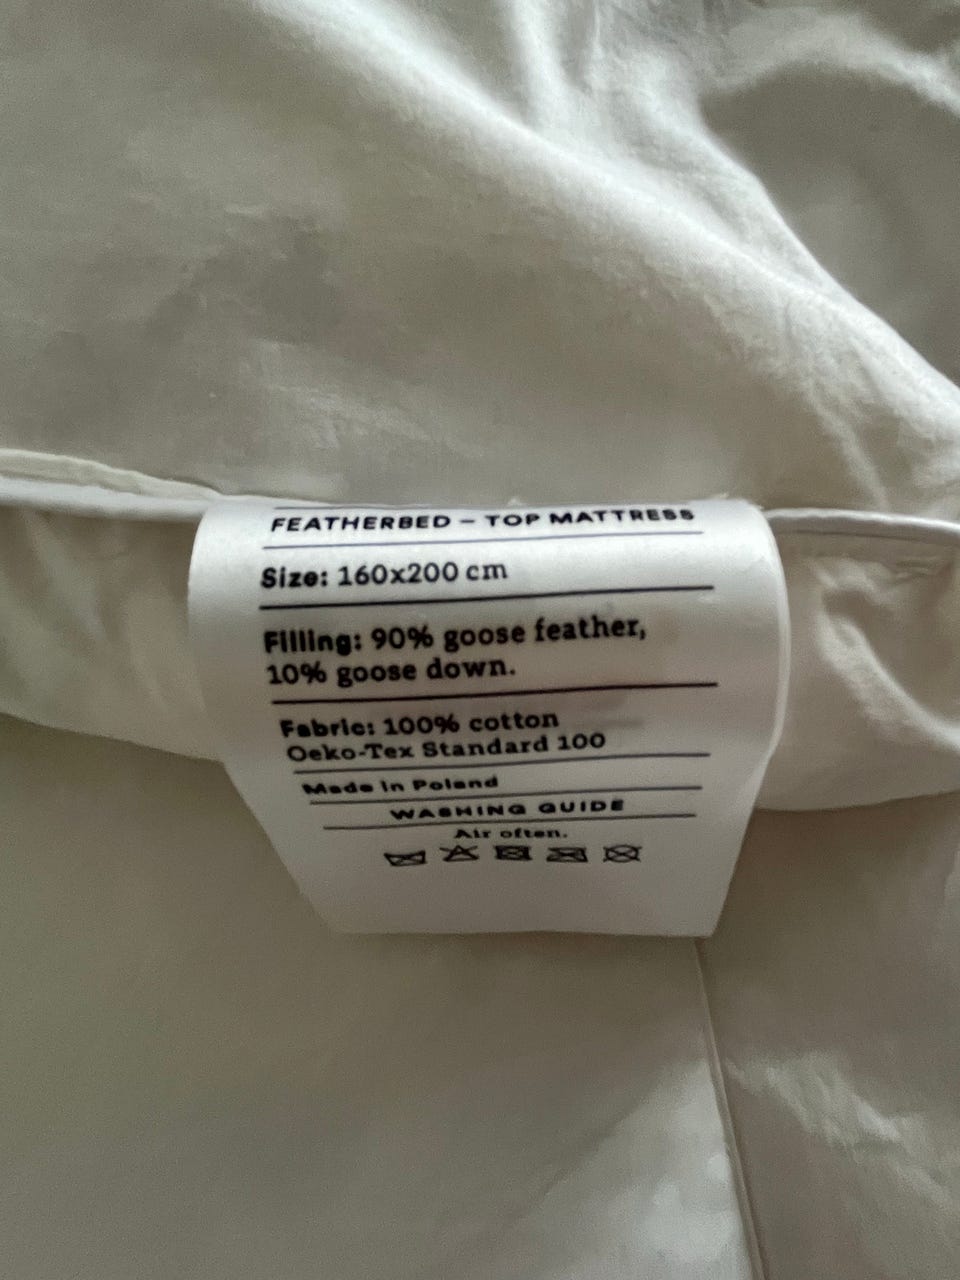 FEATHERBED – TOP MATTRESS
Size: 160x200 cm
Filling: 90% goose feather,
10% goose down.
Fabric: 100% cotton
Oeko-Tex Standard 100
Made in Poland
WASHING GUIDE
Air often.